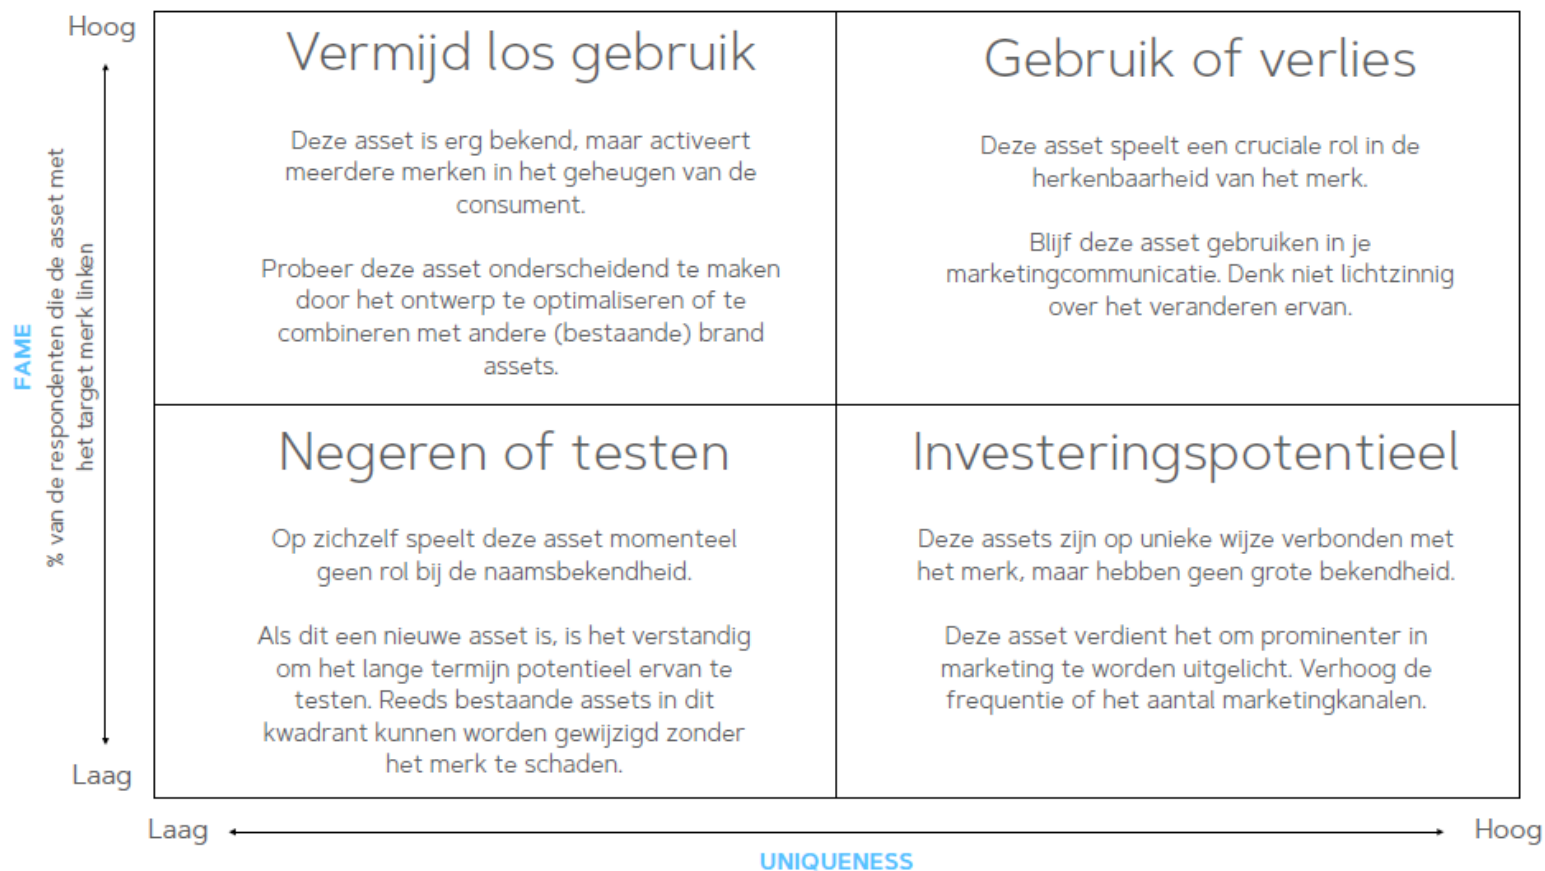 Hoog
FAME
% van de respondenten die de asset met
het target merk linken
Laag
Vermijd los gebruik
Deze asset is erg bekend, maar activeert
meerdere merken in het geheugen van de
consument.
Probeer deze asset onderscheidend te maken
door het ontwerp te optimaliseren of te
combineren met andere (bestaande) brand
assets.
Gebruik of verlies
Deze asset speelt een cruciale rol in de
herkenbaarheid van het merk.
Blijf deze asset gebruiken in je
marketingcommunicatie. Denk niet lichtzinnig
over het veranderen ervan.
Negeren of testen
Op zichzelf speelt deze asset momenteel
geen rol bij de naamsbekendheid.
Als dit een nieuwe asset is, is het verstandig
om het lange termijn potentieel ervan te
testen. Reeds bestaande assets in dit
kwadrant kunnen worden gewijzigd zonder
het merk te schaden.
Investeringspotentieel
Deze assets zijn op unieke wijze verbonden met
het merk, maar hebben geen grote bekendheid.
Deze asset verdient het om prominenter in
marketing te worden uitgelicht. Verhoog de
frequentie of het aantal marketingkanalen.
Laag
Hoog
UNIQUENESS